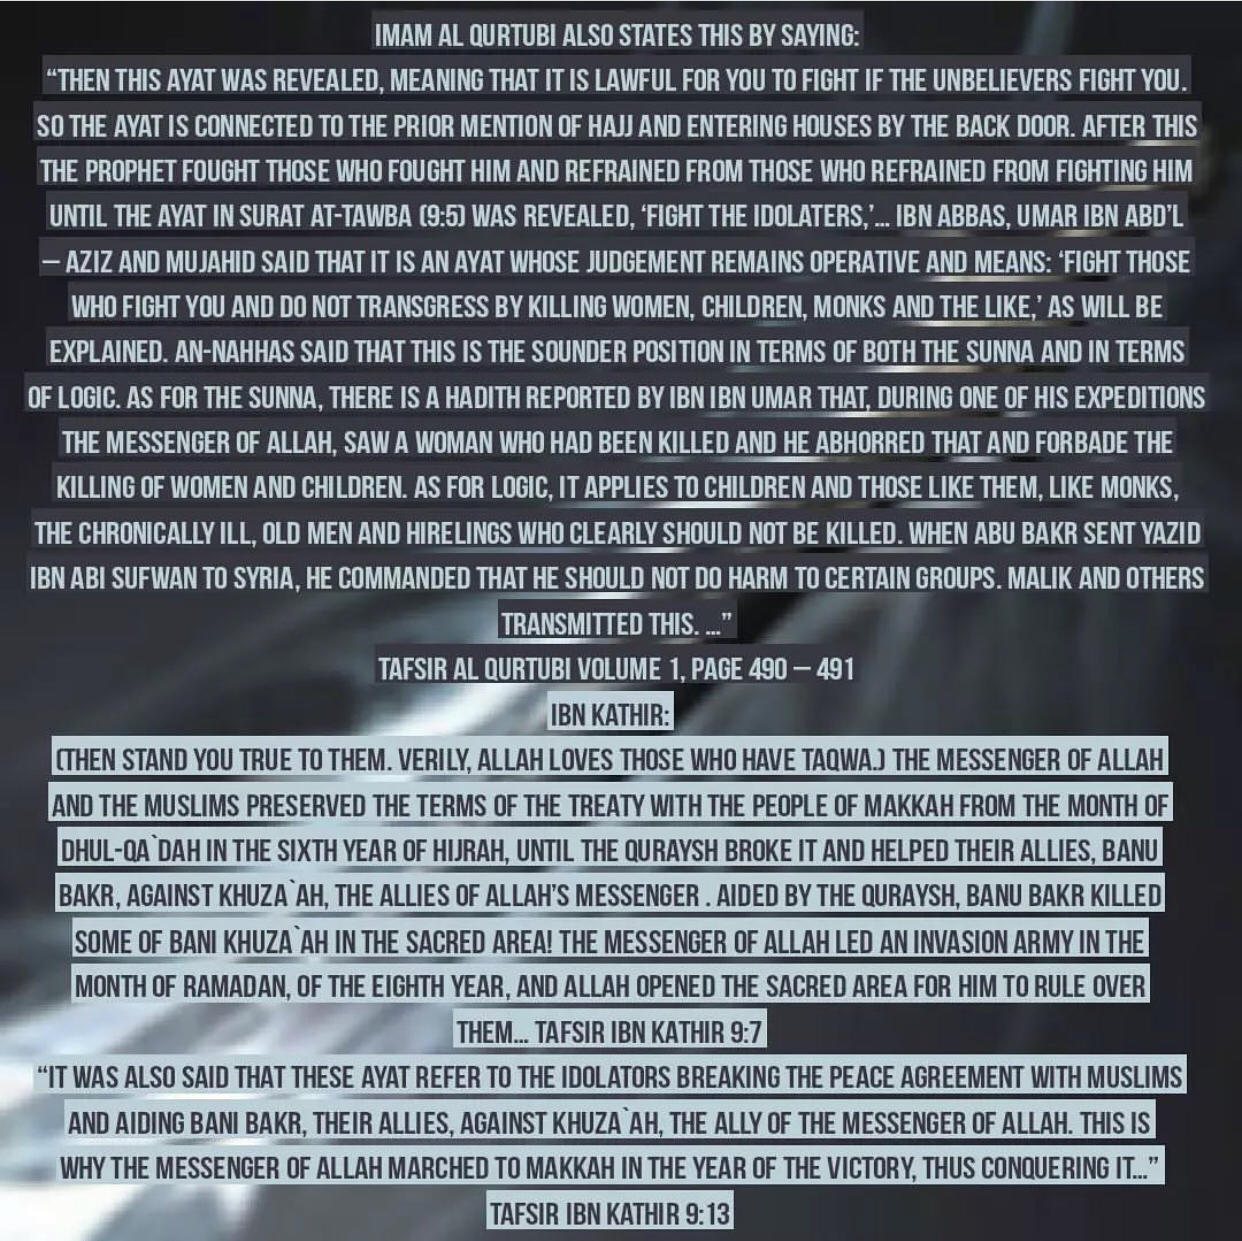 IMAM AL QURTUBI ALSO STATES THIS BY SAYING:
“THEN THIS AYAT WAS REVEALED, MEANING THAT IT IS LAWFUL FOR YOU TO FIGHT IF THE UNBELIEVERS FIGHT YOU.
SO THE AYAT IS CONNECTED TO THE PRIOR MENTION OF HAJJ AND ENTERING HOUSES BY THE BACK DOOR. AFTER THIS
THE PROPHET FOUGHT THOSE WHO FOUGHT HIM AND REFRAINED FROM THOSE WHO REFRAINED FROM FIGHTING HIM
UNTIL THE AYAT IN SURAT AT-TAWBA (9:5) WAS REVEALED, ‘FIGHT THE IDOLATERS,’... IBN ABBAS, UMAR IBN ABD’L
– AZIZ AND MUJAHID SAID THAT IT IS AN AYAT WHOSE JUDGEMENT REMAINS OPERATIVE AND MEANS: ‘FIGHT THOSE
WHO FIGHT YOU AND DO NOT TRANSGRESS BY KILLING WOMEN, CHILDREN, MONKS AND THE LIKE,’ AS WILL BE
EXPLAINED. AN-NAHHAS SAID THAT THIS IS THE SOUNDER POSITION IN TERMS OF BOTH THE SUNNA AND IN TERMS
OF LOGIC. AS FOR THE SUNNA, THERE IS A HADITH REPORTED BY IBN IBN UMAR THAT, DURING ONE OF HIS EXPEDITIONS
THE MESSENGER OF ALLAH, SAW A WOMAN WHO HAD BEEN KILLED AND HE ABHORRED THAT AND FORBADE THE
KILLING OF WOMEN AND CHILDREN. AS FOR LOGIC, IT APPLIES TO CHILDREN AND THOSE LIKE THEM, LIKE MONKS,
THE CHRONICALLY ILL, OLD MEN AND HIRELINGS WHO CLEARLY SHOULD NOT BE KILLED. WHEN ABU BAKR SENT YAZID
IBN ABI SUFWAN TO SYRIA, HE COMMANDED THAT HE SHOULD NOT DO HARM TO CERTAIN GROUPS. MALIK AND OTHERS
TRANSMITTED THIS. ...”
TAFSIR AL QURTUBI VOLUME 1, PAGE 490 – 491
IBN KATHIR:
(THEN STAND YOU TRUE TO THEM. VERILY, ALLAH LOVES THOSE WHO HAVE TAQWA.) THE MESSENGER OF ALLAH
AND THE MUSLIMS PRESERVED THE TERMS OF THE TREATY WITH THE PEOPLE OF MAKKAH FROM THE MONTH OF
DHUL-QA`DAH IN THE SIXTH YEAR OF HIJRAH, UNTIL THE QURAYSH BROKE IT AND HELPED THEIR ALLIES, BANU
BAKR, AGAINST KHUZA`AH, THE ALLIES OF ALLAH’S MESSENGER . AIDED BY THE QURAYSH, BANU BAKR KILLED
SOME OF BANI KHUZA`AH IN THE SACRED AREA! THE MESSENGER OF ALLAH LED AN INVASION ARMY IN THE
MONTH OF RAMADAN, OF THE EIGHTH YEAR, AND ALLAH OPENED THE SACRED AREA FOR HIM TO RULE OVER
THEM... TAFSIR IBN KATHIR 9:7
“IT WAS ALSO SAID THAT THESE AYAT REFER TO THE IDOLATORS BREAKING THE PEACE AGREEMENT WITH MUSLIMS
AND AIDING BANI BAKR, THEIR ALLIES, AGAINST KHUZA`AH, THE ALLY OF THE MESSENGER OF ALLAH. THIS IS
WHY THE MESSENGER OF ALLAH MARCHED TO MAKKAH IN THE YEAR OF THE VICTORY, THUS CONQUERING IT...”
TAFSIR IBN KATHIR 9:13